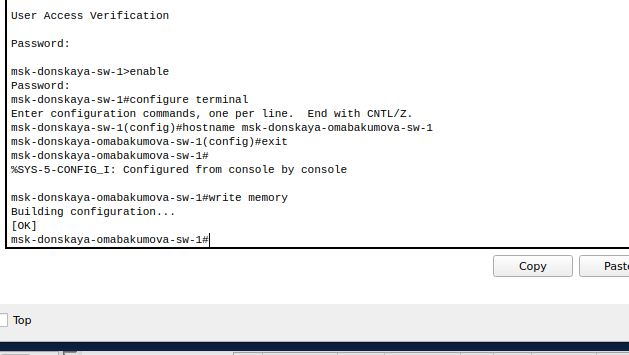 User Access Verification
Password:
msk-donskaya-sw-1>enable
Password:
msk-donskaya-sw-1#configure terminal
Enter configuration commands, one per line.  End with CNTL/Z.
msk-donskaya-sw-1(config)#hostname msk-donskaya-omabakumova-sw-1
msk-donskaya-omabakumova-sw-1(config)#exit
msk-donskaya-omabakumova-sw-1#
%SYS-5-CONFIG_I: Configured from console by console
msk-donskaya-omabakumova-sw-1#write memory
Building configuration...
[OK]
msk-donskaya-omabakumova-sw-1#
Copy Past
Top